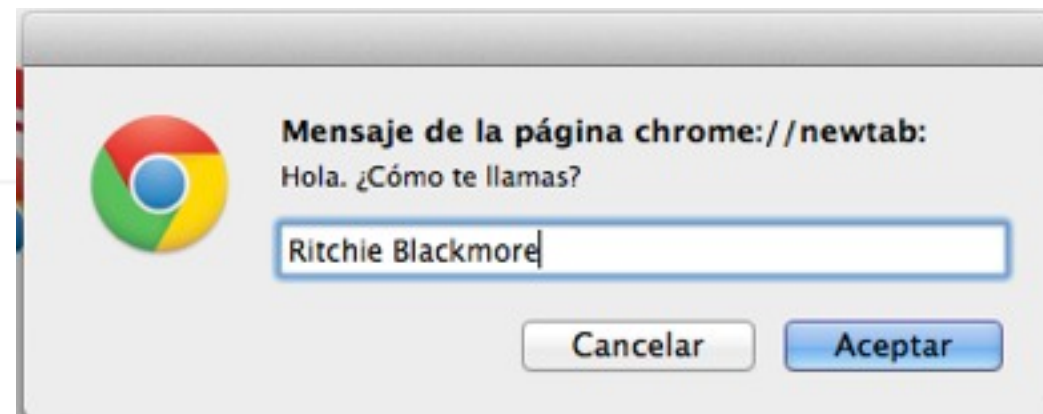 Mensaje de la página chrome://newtab:
Hola. ¿Cómo te llamas?
Ritchie Blackmore
Cancelar
Aceptar